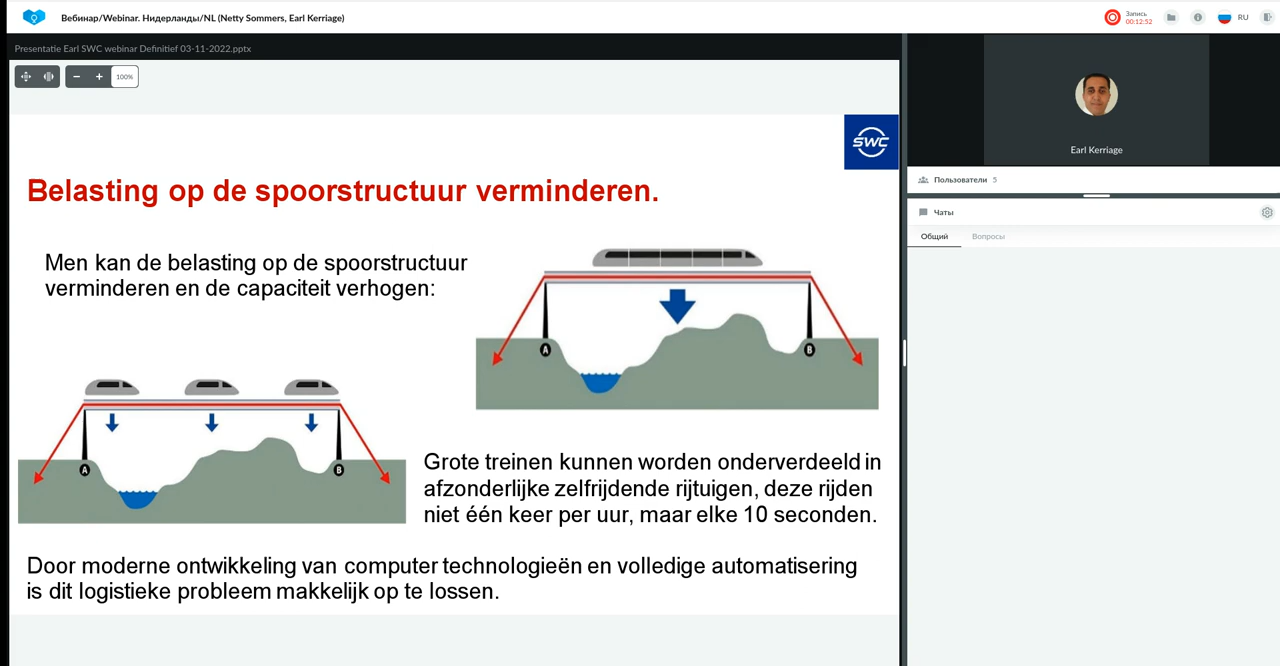 Вебинар/Webinar. Нидерланды/NL (Netty Sommers, Earl Kerriage)
Запись
00:12:52
RU
Presentatie Earl SWC webinar Definitief 03-11-2022.pptx
100%
SWC
Earl Kerriage
Пользователи 5
Чаты
Общий Вопросы
Belasting op de spoorstructuur verminderen.
Men kan de belasting op de spoorstructuur
verminderen en de capaciteit verhogen:
A B
A B
Grote treinen kunnen worden onderverdeeld in
afzonderlijke zelfrijdende rijtuigen, deze rijden
niet één keer per uur, maar elke 10 seconden.
Door moderne ontwikkeling van computer technologieën en volledige automatisering
is dit logistieke probleem makkelijk op te lossen.